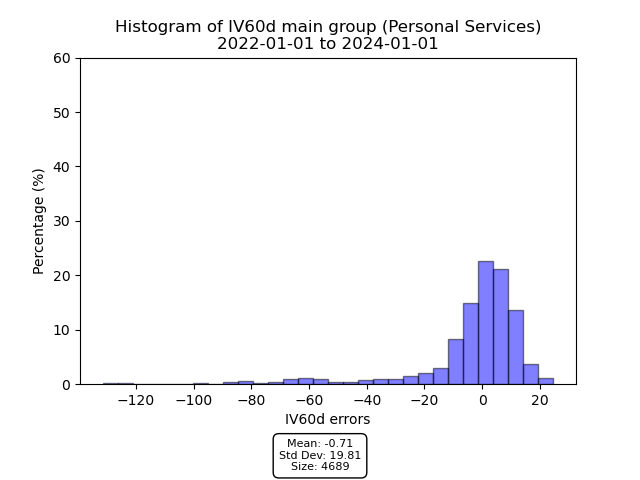 Histogram of IV60d main group (Personal Services)
2022-01-01 to 2024-01-01
60
50
40
30
20
10
0
Percentage (%)
−120
−100
−80
−60
−40
−20
0
20
IV60d errors
Mean: -0.71
Std Dev: 19.81
Size: 4689